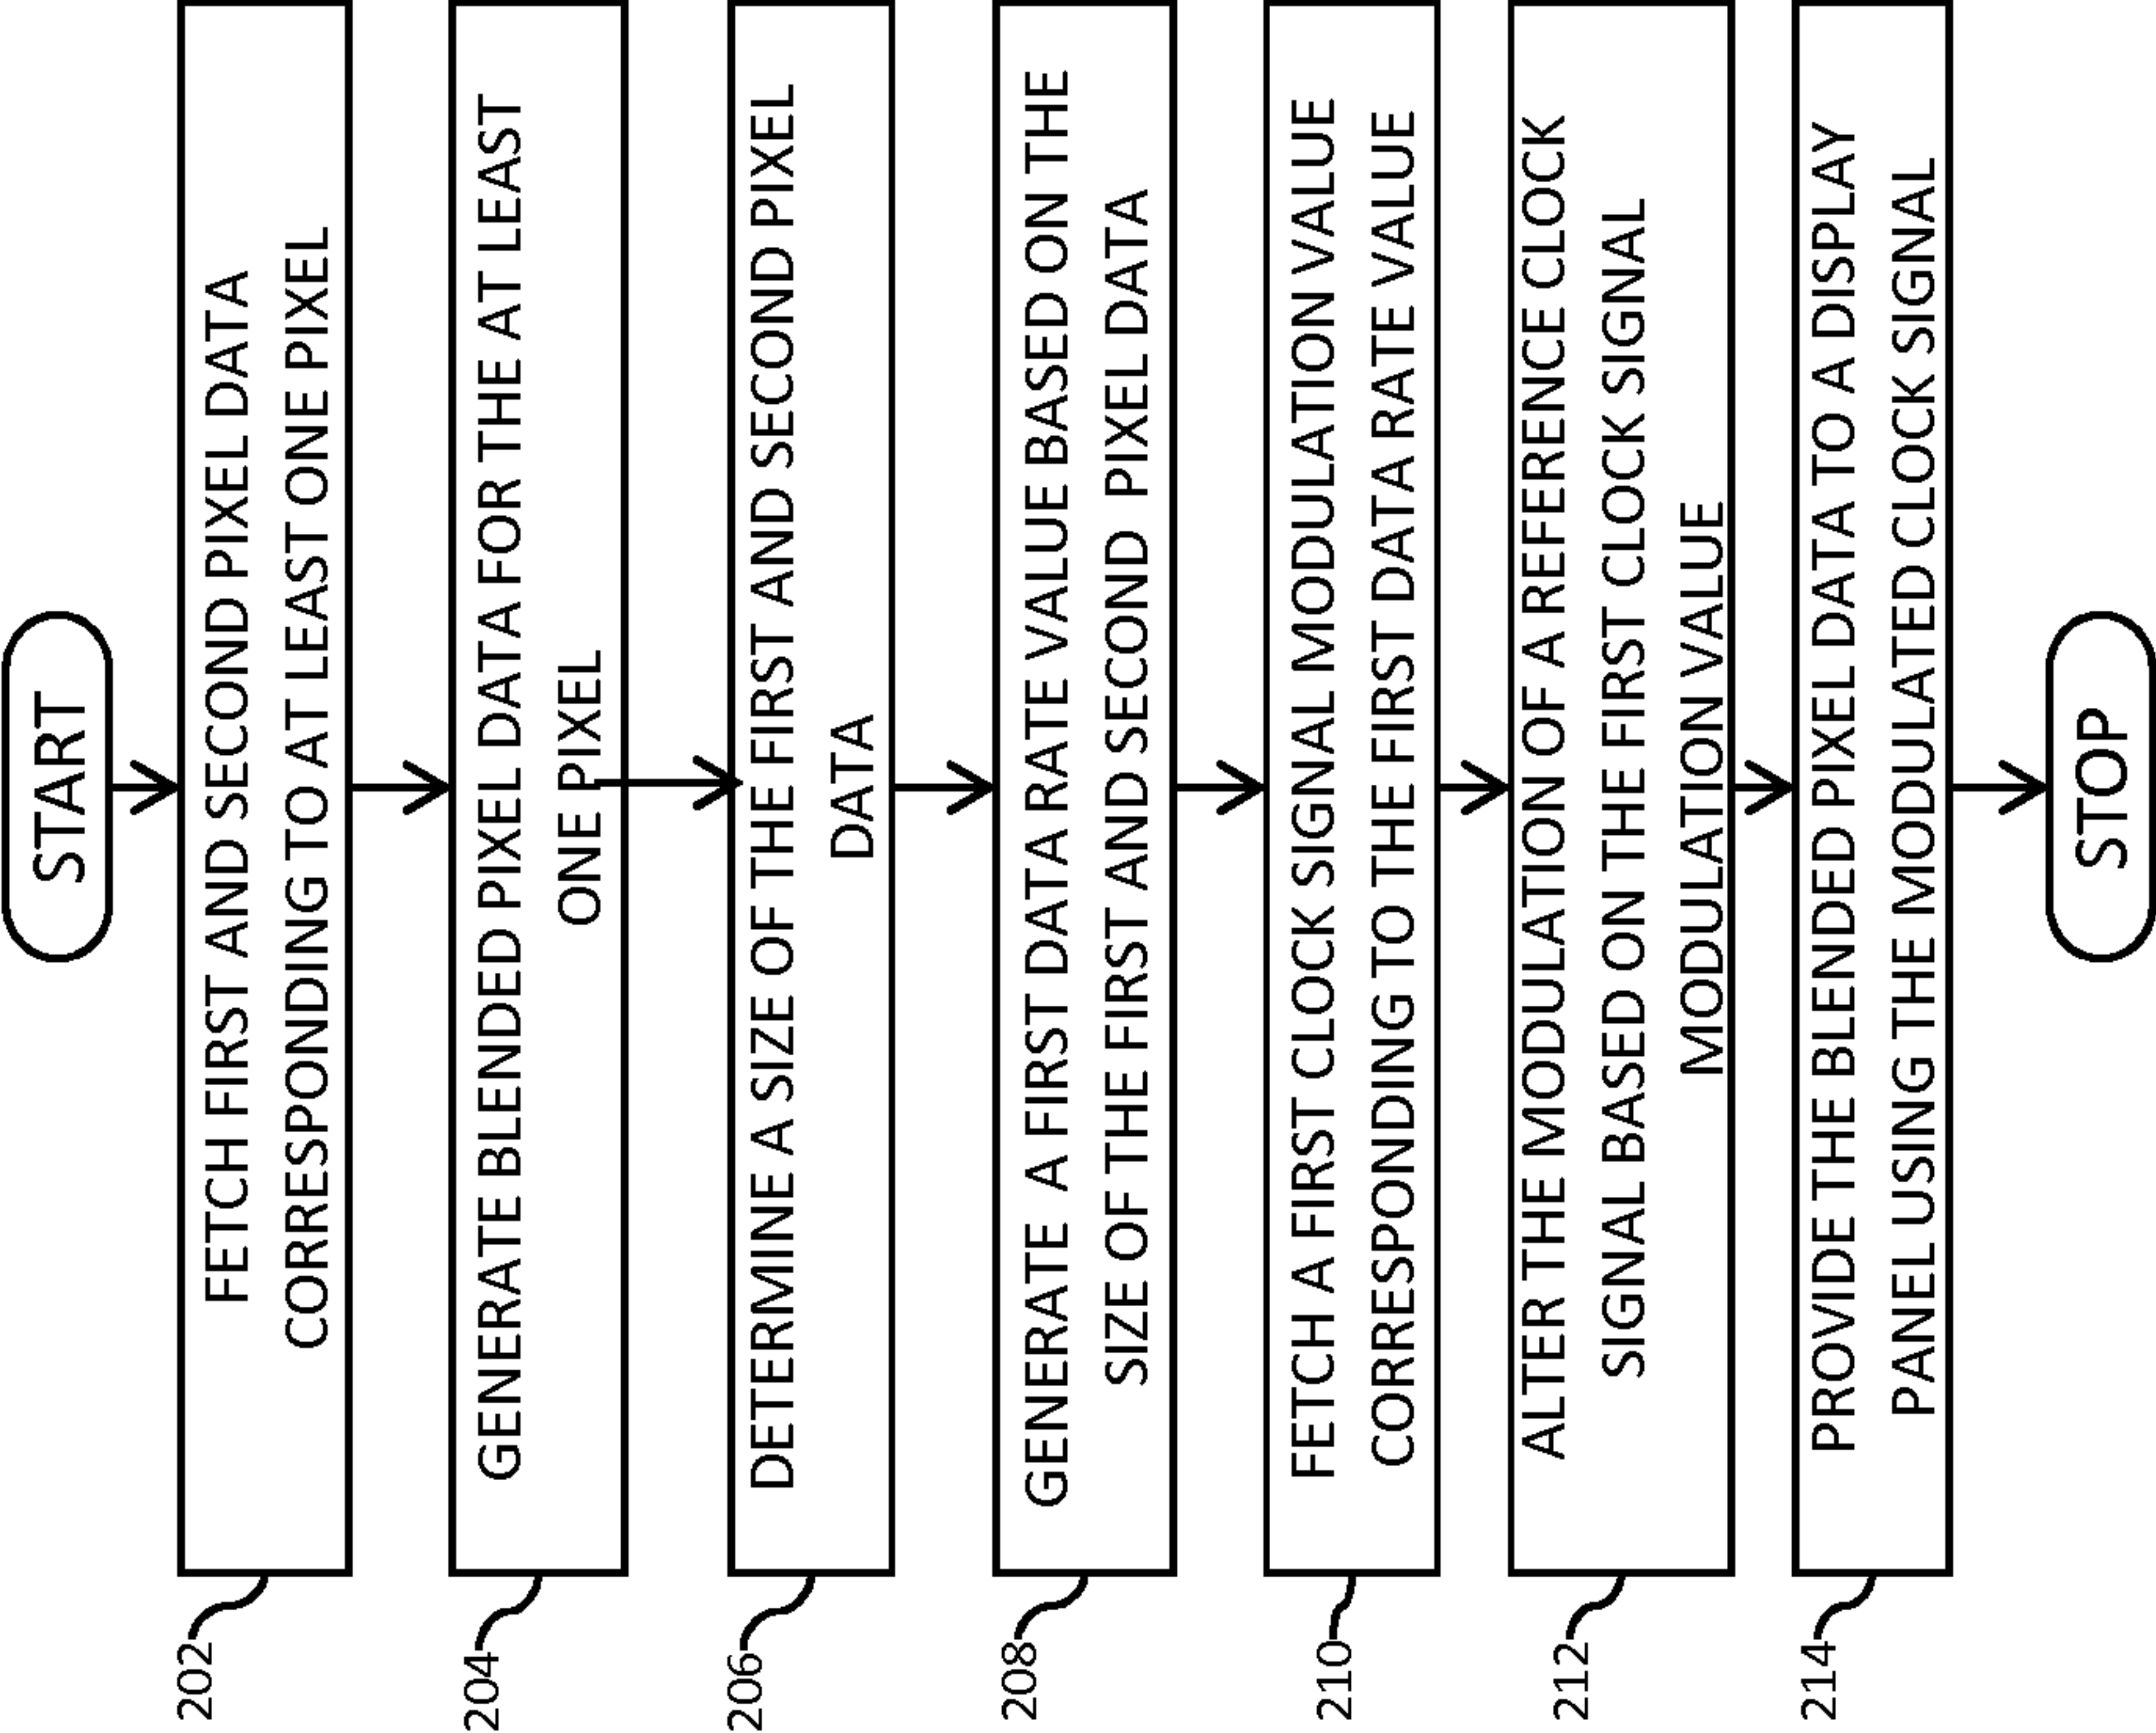 START
202
FETCH FIRST AND SECOND PIXEL DATA
CORRESPONDING TO AT LEAST ONE PIXEL
204
GENERATE BLENDED PIXEL DATA FOR THE AT LEAST
ONE PIXEL
206
DETERMINE A SIZE OF THE FIRST AND SECOND PIXEL
DATA
208
GENERATE A FIRST DATA RATE VALUE BASED ON THE
SIZE OF THE FIRST AND SECOND PIXEL DATA
210
FETCH A FIRST CLOCK SIGNAL MODULATION VALUE
CORRESPONDING TO THE FIRST DATA RATE VALUE
212
ALTER THE MODULATION OF A REFERENCE CLOCK
SIGNAL BASED ON THE FIRST CLOCK SIGNAL
MODULATION VALUE
214
PROVIDE THE BLENDED PIXEL DATA TO A DISPLAY
PANEL USING THE MODULATED CLOCK SIGNAL
STOP